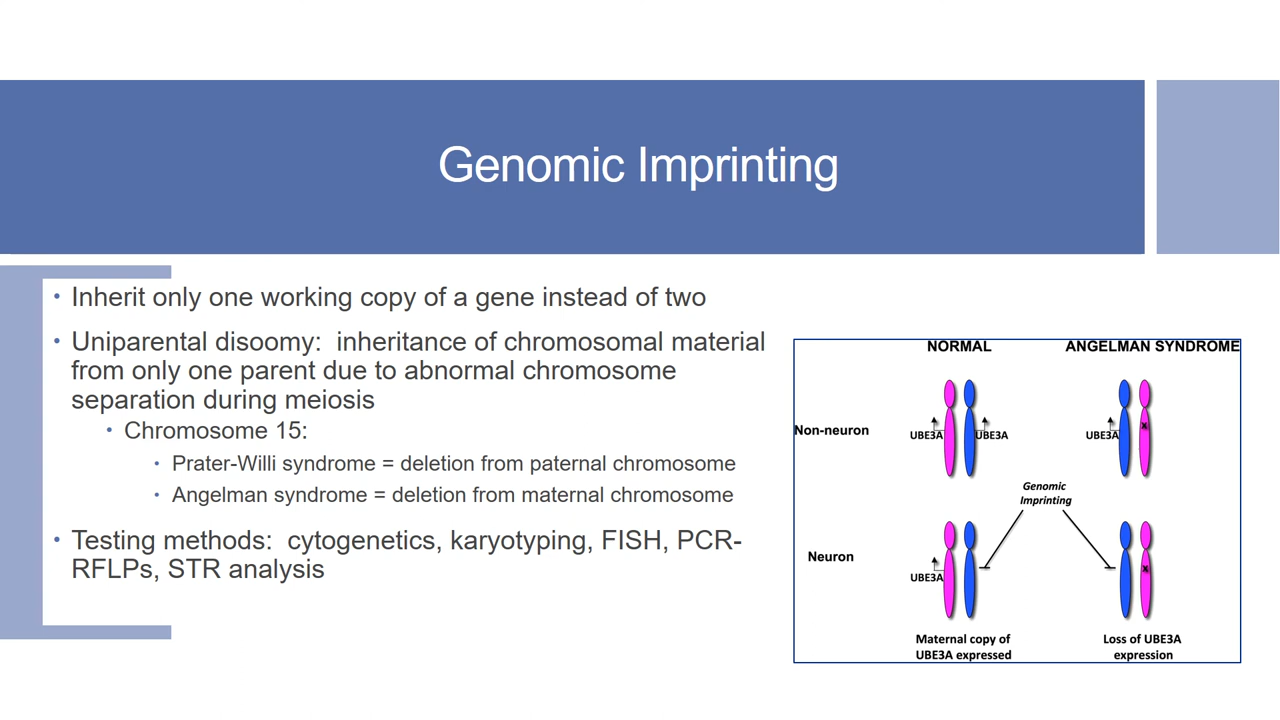 Genomic Imprinting
• Inherit only one working copy of a gene instead of two
• Uniparental disoomy:  inheritance of chromosomal material
from only one parent due to abnormal chromosome
separation during meiosis
• Chromosome 15:
• Prater-Willi syndrome = deletion from paternal chromosome
• Angelman syndrome = deletion from maternal chromosome
• Testing methods:  cytogenetics, karyotyping, FISH, PCR-
RFLPs, STR analysis
NORMAL
ANGELMAN SYNDROME
Non-neuron
UBE3A
UBE3A
UBE3A
x
Genomic
Imprinting
Neuron
UBE3A
x
Maternal copy of
UBE3A expressed
Loss of UBE3A
expression